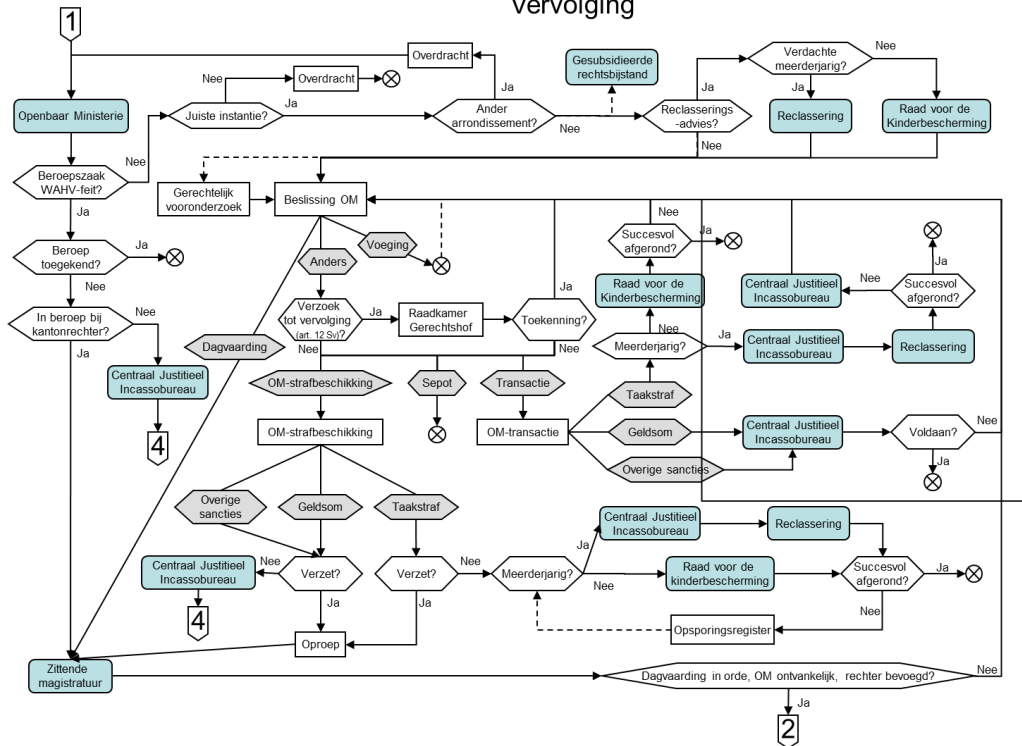 vervolging
1
Overdracht
Nee
Overdracht
Ja
Gesubsidieerde
rechtsbijstand
Ja
Verdachte
meerderjarig?
Nee
Ja
Openbaar Ministerie
Juiste instantie?
Ja
Ander
arrondissement?
Nee
Reclasserings
-advies?
Nee
Reclassering
Raad voor de
Kinderbescherming
Nee
Beroepszaak
WAHV-feit?
Ja
Gerechtelijk
vooronderzoek
Beslissing OM
Beroep
toegekend?
Ja
Nee
Anders
Voeging
Ja
Nee
Succesvol
afgerond?
Ja
Raad voor de
Kinderbescherming
Centraal Justitieel
Incassobureau
Nee
Ja
Succesvol
afgerond?
In beroep bij
kantonrechter?
Nee
Ja
Dagvaarding
Verzoek
tot vervolging
(art. 12 Sv)?
Ja
Nee
Raadkamer
Gerechtshof
Toekenning?
Nee
Nee
Meerderjarig?
Ja
Centraal Justitieel
Incassobureau
Reclassering
Centraal Justitieel
Incassobureau
4
OM-strafbeschikking
Sepot
Transactie
Taakstraf
OM-strafbeschikking
OM-transactie
Geldsom
Overige sancties
Centraal Justitieel
Incassobureau
Voldaan?
Nee
Ja
Overige
sancties
Geldsom
Taakstraf
Centraal Justitieel
Incassobureau
Reclassering
Ja
Centraal Justitieel
Incassobureau
Nee
Verzet?
Ja
Verzet?
Nee
Ja
Meerderjarig?
Nee
Raad voor de
kinderbescherming
Succesvol
afgerond?
Ja
Nee
4
Oproep
Opsporingsregister
Zittende
magistratuur
Dagvaarding in orde, OM ontvankelijk, rechter bevoegd?
Nee
Ja
2